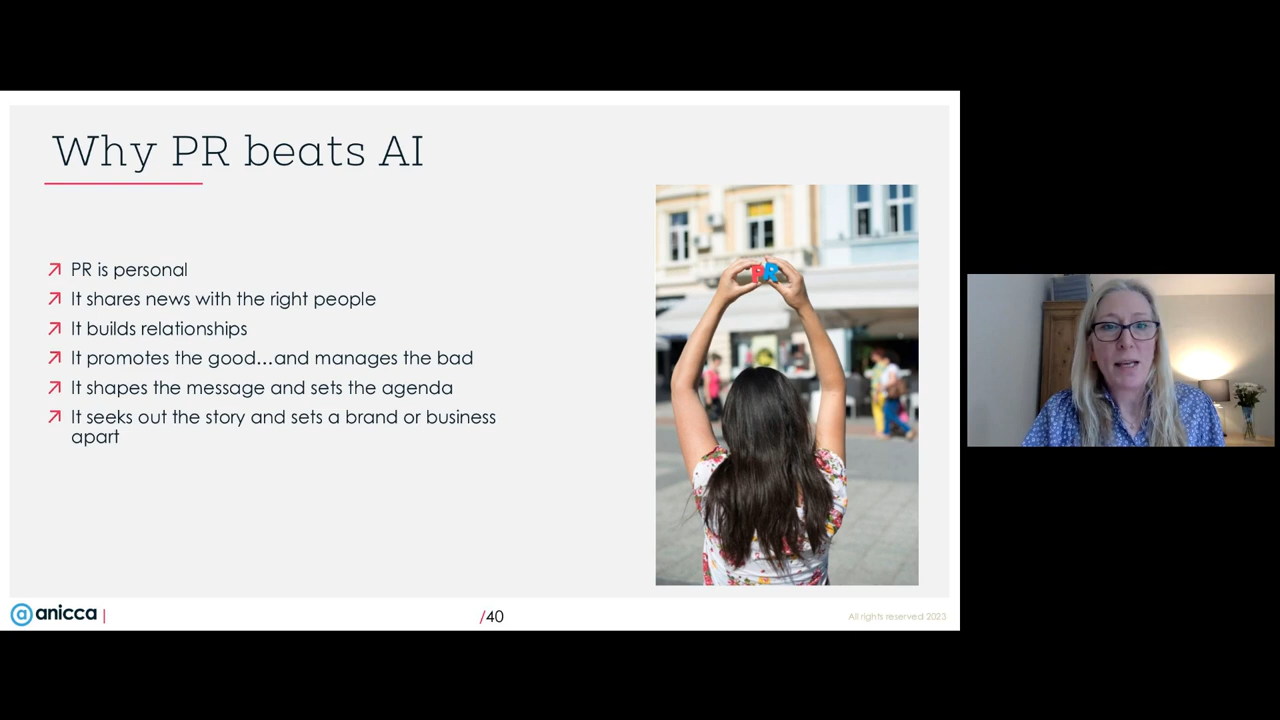 Why PR beats AI
PR is personal
It shares news with the right people
It builds relationships
It promotes the good...and manages the bad
It shapes the message and sets the agenda
It seeks out the story and sets a brand or business
apart
PR
@anicca |
/40
All rights reserved 2023